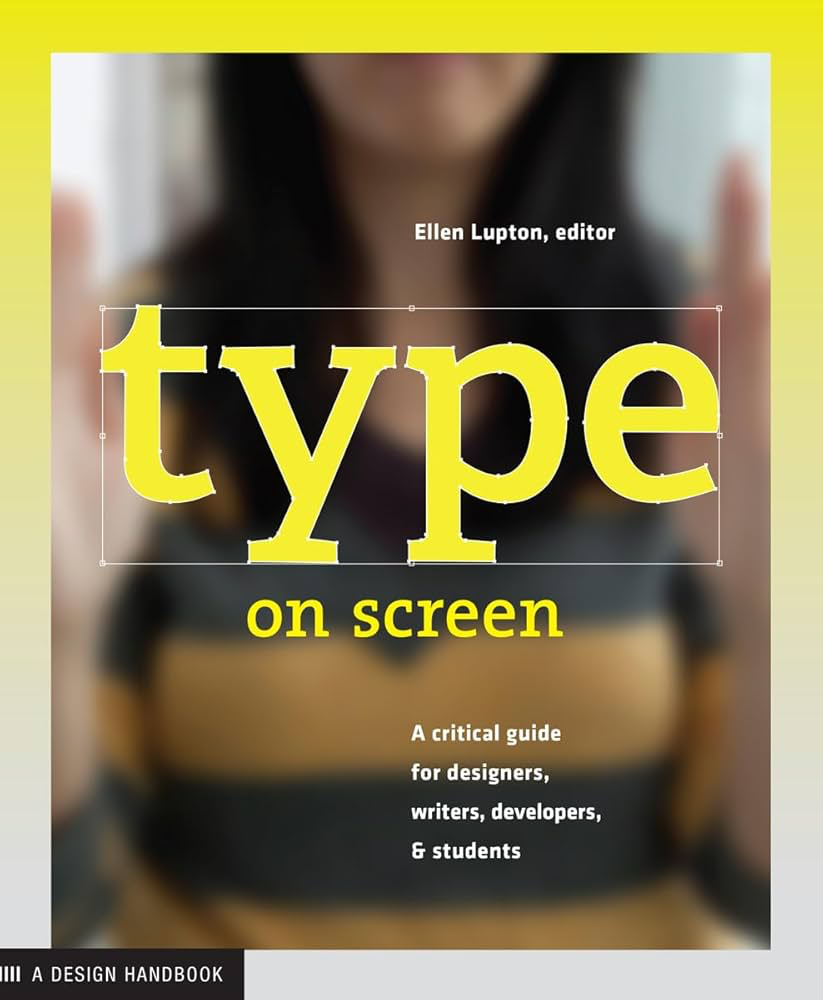 Ellen Lupton, editor
type
on screen
A critical guide
for designers,
writers, developers,
& students
A DESIGN HANDBOOK